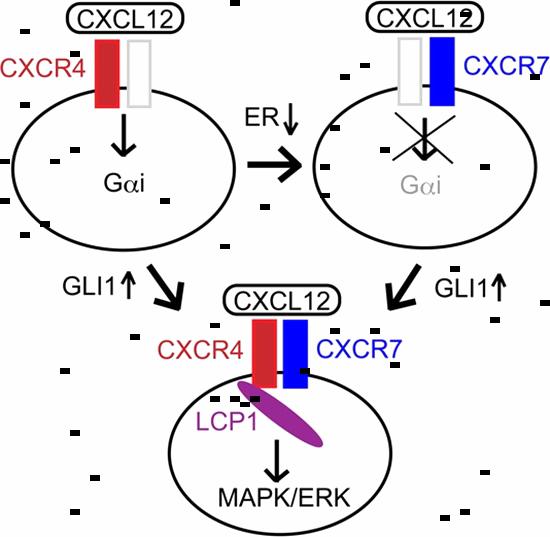 CXCL12
CXCL12
CXCR4
CXCR7
ER↓
Gαi
Gαi
GLI1↑
GLI1↑
CXCL12
CXCR4
CXCR7
LCP1
MAPK/ERK